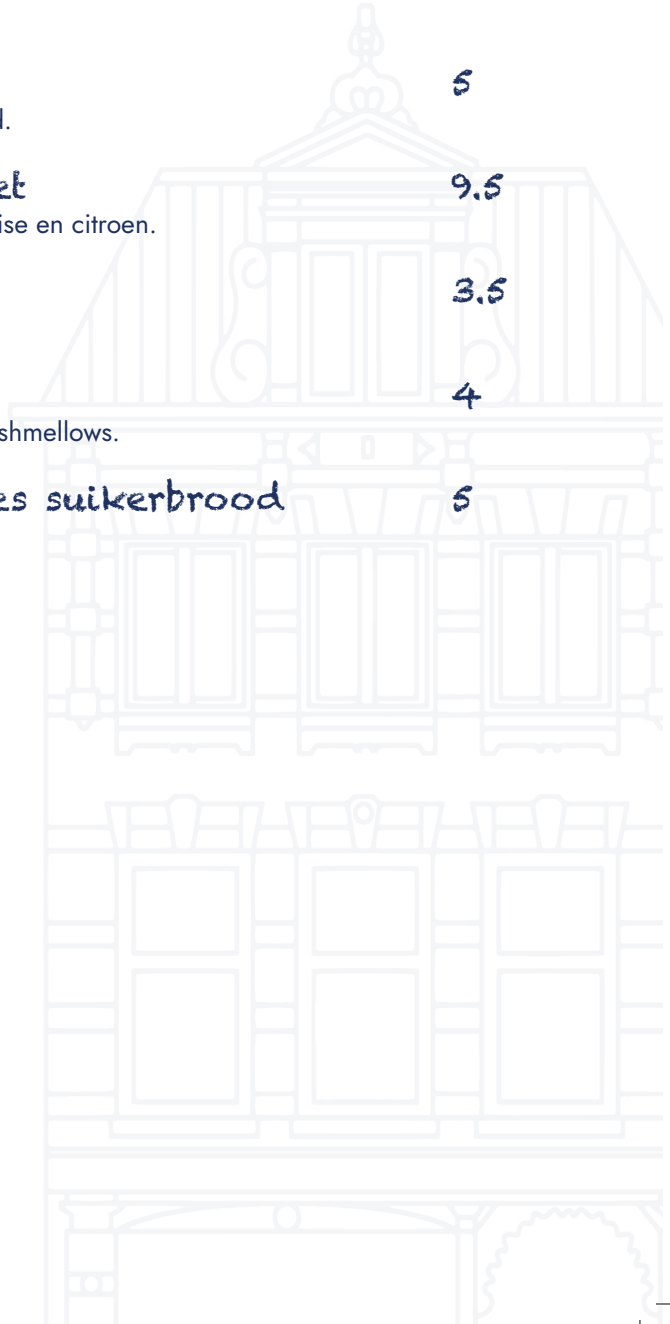 5
d.
et 9.5
ise en citroen.
3.5
4
shmellows.
es suikerbrood 5